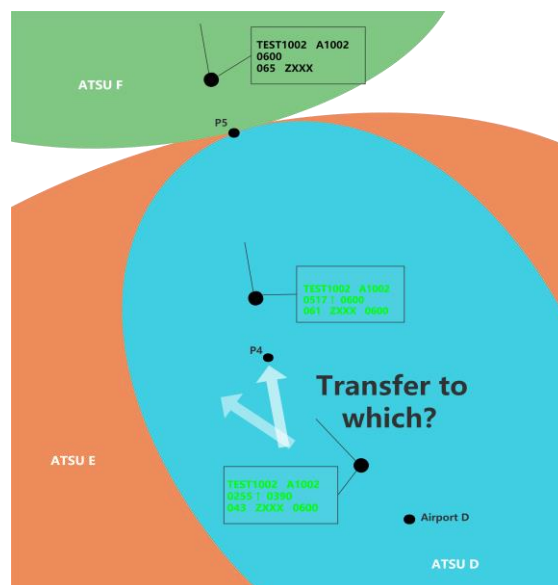 TEST1002 A1002
0600
065 ZXXX
ATSU F
P5
TEST1002 A1002
0517 ↑ 0600
061 ZXXX 0600
P4
Transfer to
which?
ATSU E
TEST1002 A1002
0255 ↑ 0390
043 ZXXX 0600
Airport D
ATSU D